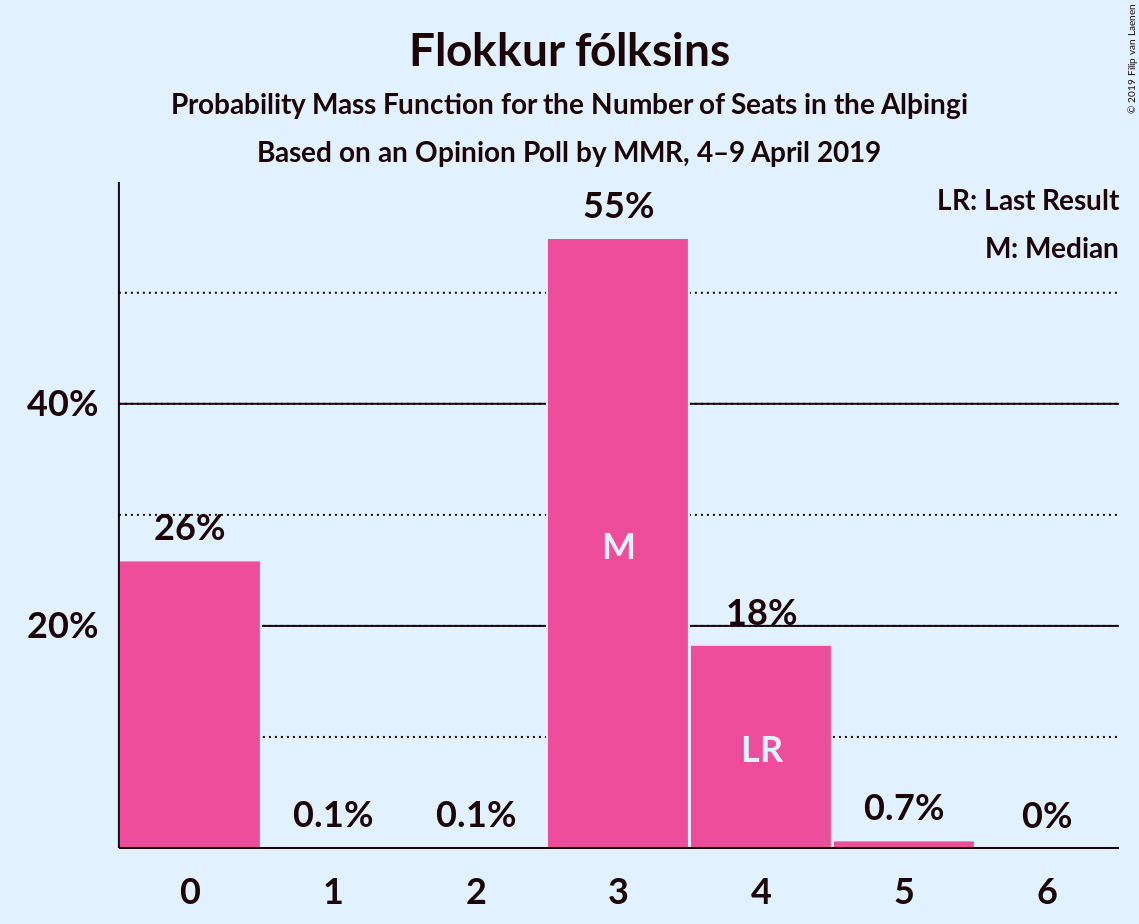 Flokkur fólksins
Probability Mass Function for the Number of Seats in the Alþingi
Based on an Opinion Poll by MMR, 4–9 April 2019
© 2019 Filip van Laenen
LR: Last Result
M: Median
55%
40%
26%
M
20%
18%
LR
0.1%
0.1%
0.7%
0%
0 1 2 3 4 5 6